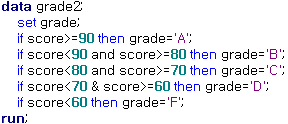 data grade2;
set grade;
if score>=90 then grade='A';
if score<90 and score>=80 then grade='B';
if score<80 and score>=70 then grade='C';
if score<70 & score>=60 then grade='D';
if score<60 then grade='F';
run;